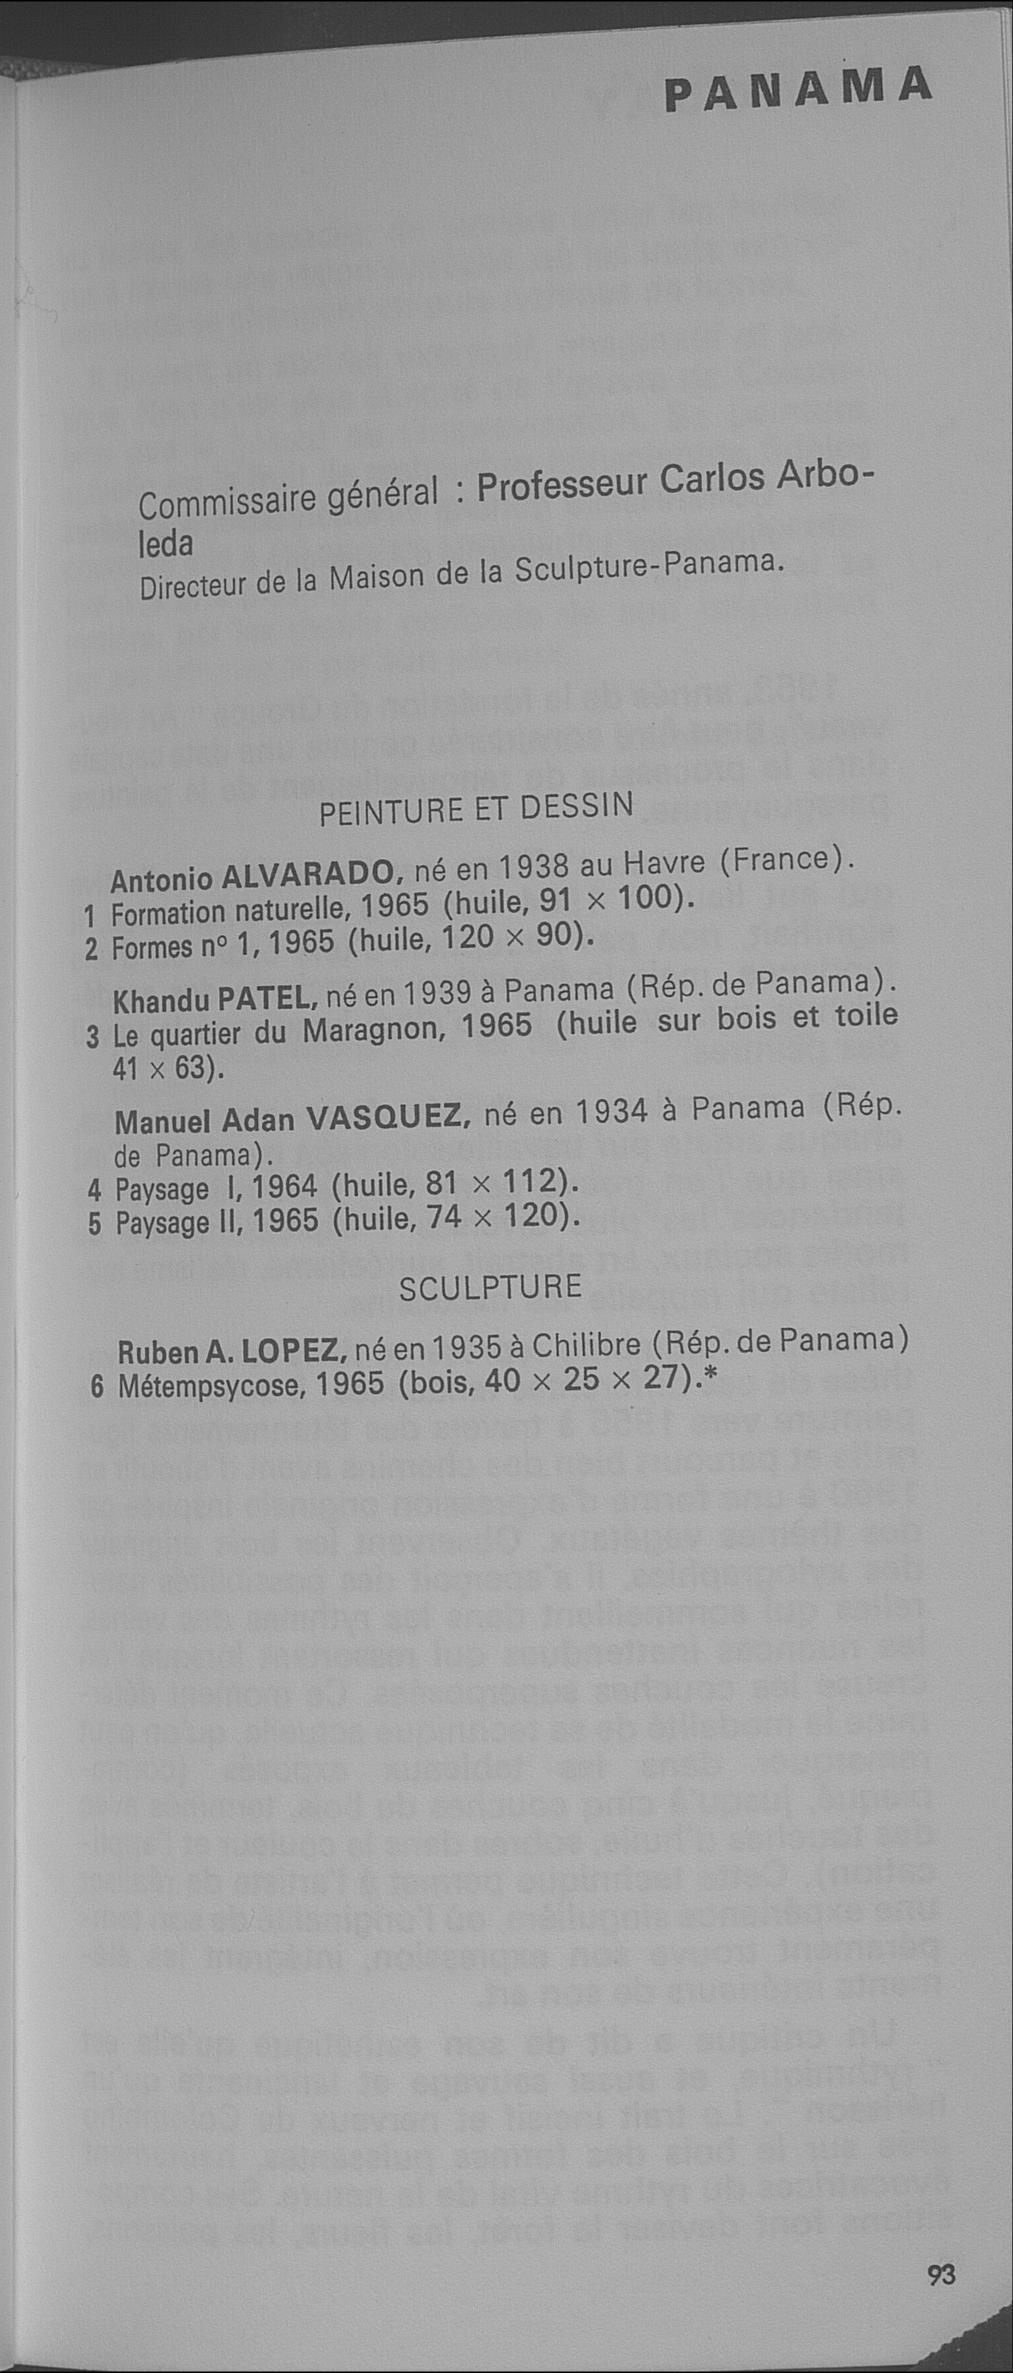 PANAMA
Commissaire général : Professeur Carlos Arbo-
leda
Directeur de la Maison de la Sculpture-Panama.
PEINTURE ET DESSIN
Antonio ALVARADO, né en 1938 au Havre (France).
1 Formation naturelle, 1965 (huile, 91 × 100).
2 Formes nº 1, 1965 (huile, 120 × 90).
Khandu PATEL, né en 1939 à Panama (Rép. de Panama).
3 Le quartier du Maragnon, 1965 (huile sur bois et toile
41 × 63).
Manuel Adan VASQUEZ, né en 1934 à Panama (Rép.
de Panama).
4 Paysage I, 1964 (huile, 81 × 112).
5 Paysage II, 1965 (huile, 74 × 120).
SCULPTURE
Ruben A. LOPEZ, né en 1935 à Chilibre (Rép. de Panama)
6 Métempsycose, 1965 (bois, 40 × 25 × 27).*
93